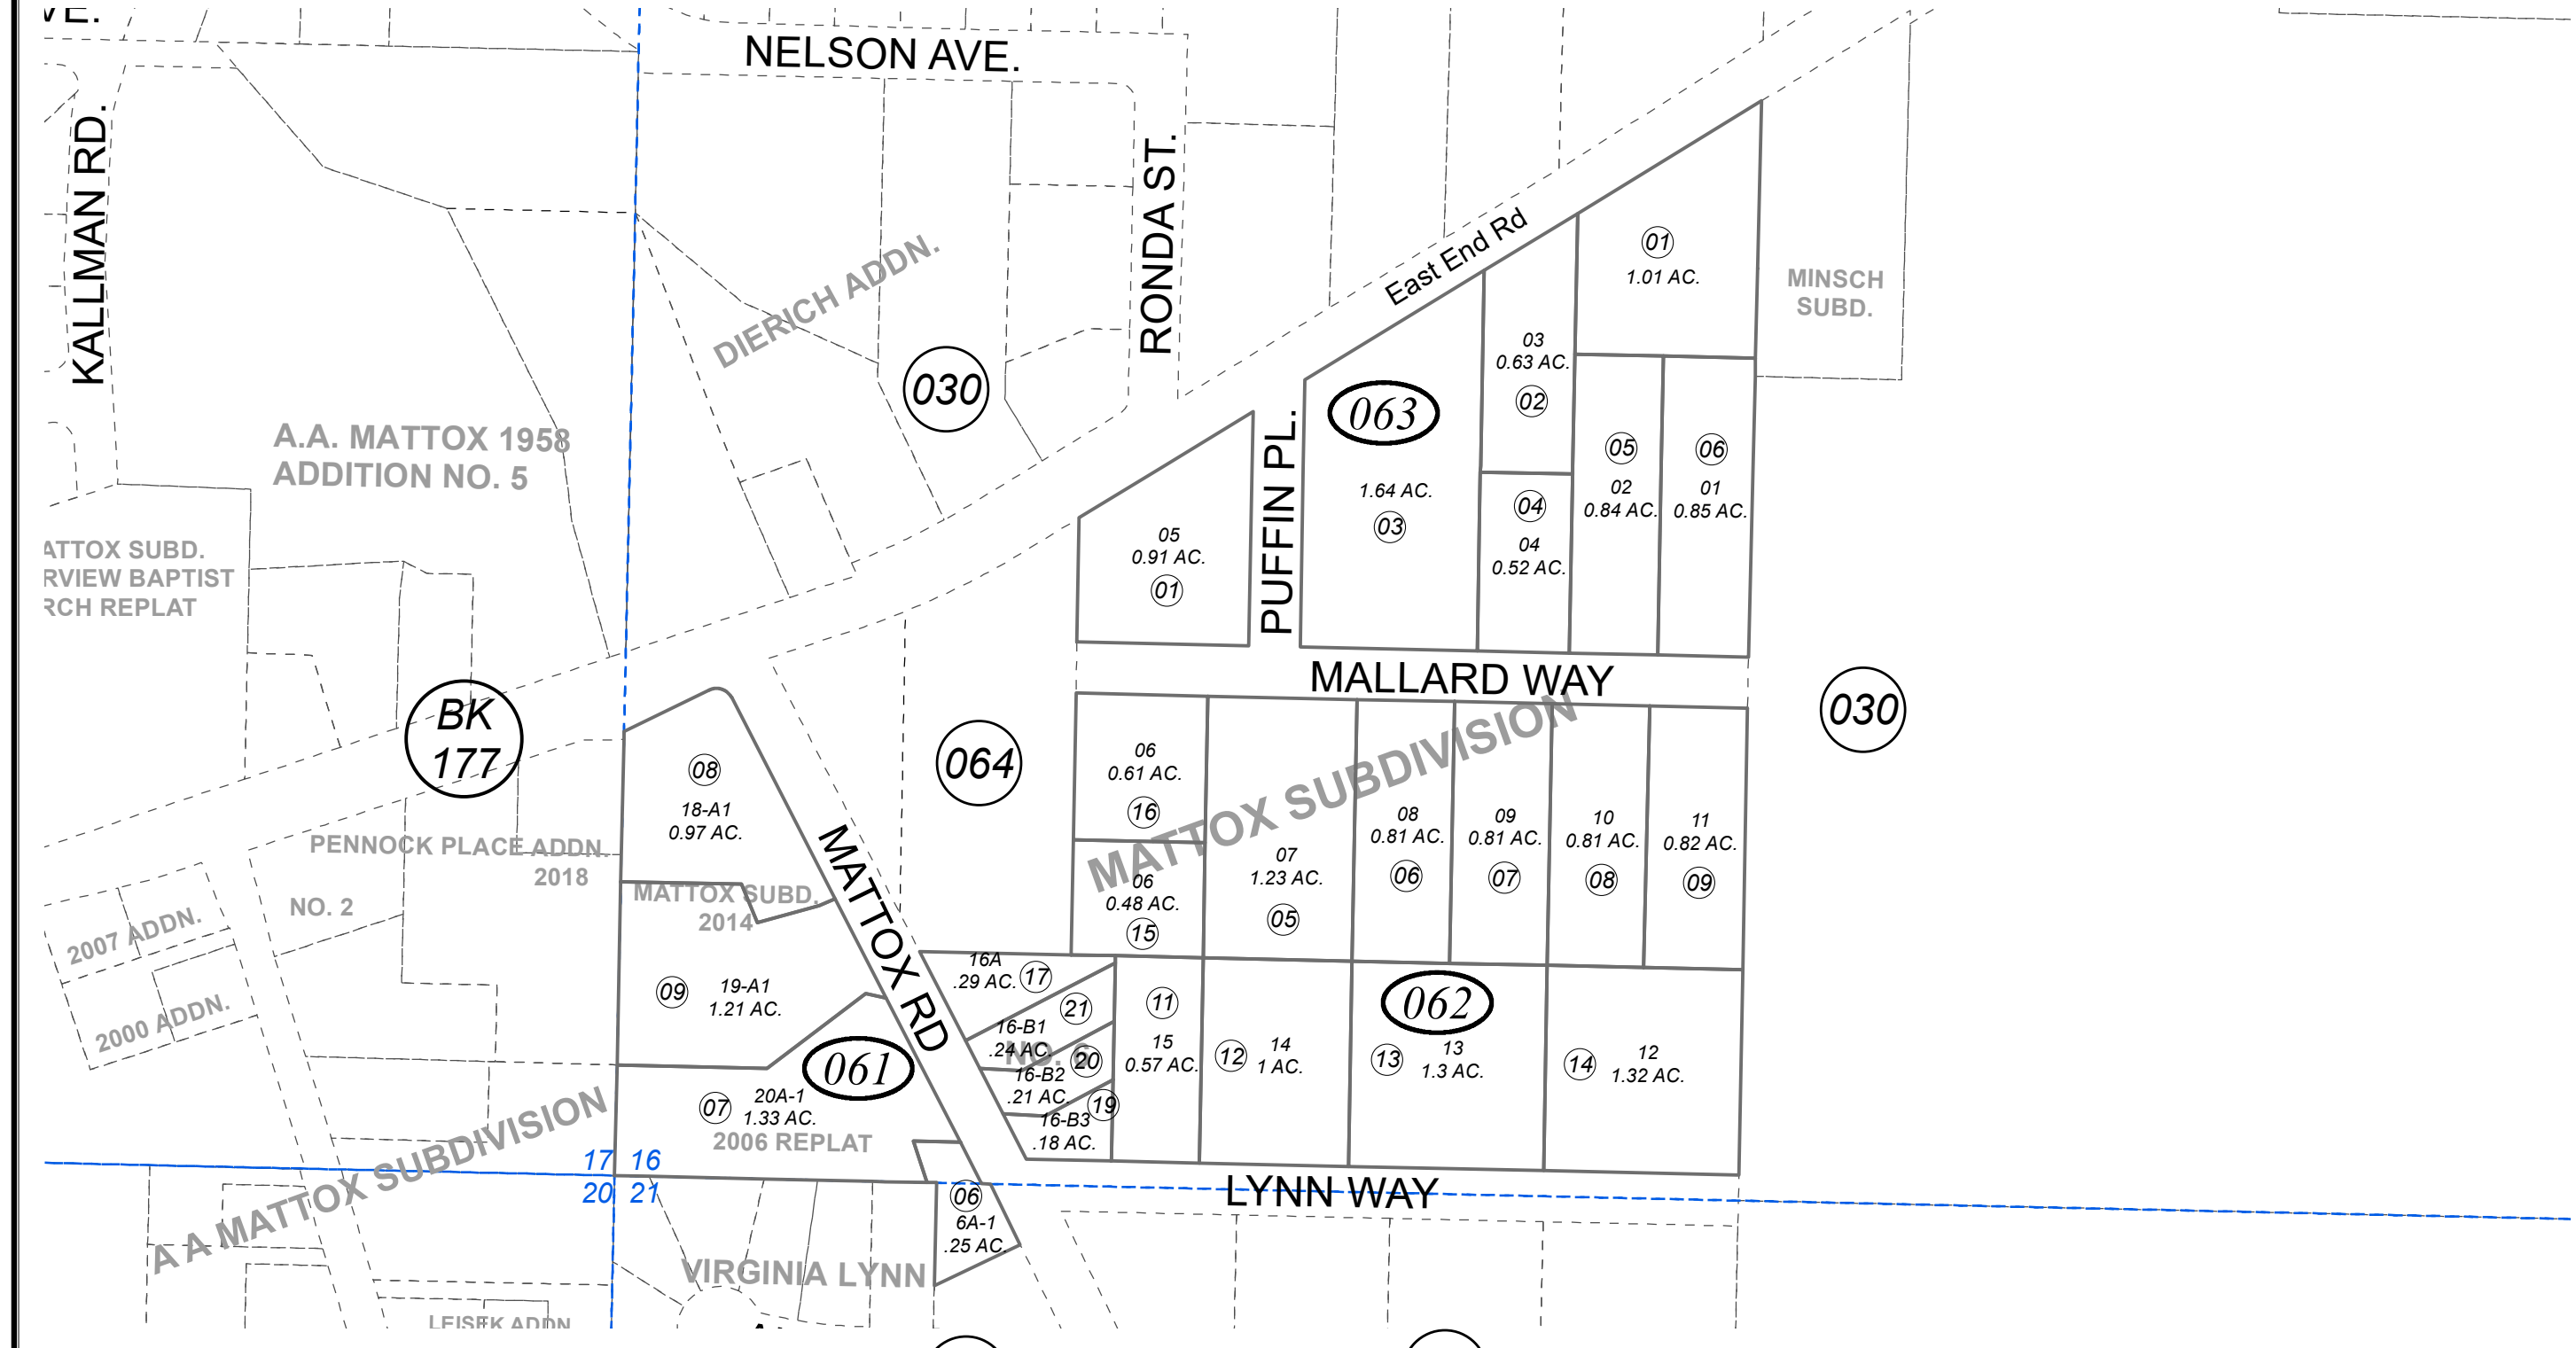 VE.
NELSON AVE.
KALLMAN RD.
RONDA ST.
DIERICH ADDN.
East End Rd
01
1.01 AC.
MINSCH
SUBD.
03
0.63 AC.
02
030
063
1.64 AC.
03
A.A. MATTOX 1958
ADDITION NO. 5
05
02
0.84 AC.
06
01
0.85 AC.
04
04
0.52 AC.
PUFFIN PL.
05
0.91 AC.
01
ATTOX SUBD.
RVIEW BAPTIST
RCH REPLAT
MALLARD WAY
BK
177
064
030
MATTOX SUBDIVISION
NO. 6
08
18-A1
0.97 AC.
06
0.61 AC.
16
06
0.48 AC.
15
07
1.23 AC.
05
08
0.81 AC.
06
09
0.81 AC.
07
10
0.81 AC.
08
11
0.82 AC.
09
PENNOCK PLACE ADDN.
2018
NO. 2
2007 ADDN.
2000 ADDN.
MATTOX SUBD.
2014
MATTOX RD
09
19-A1
1.21 AC.
16A
.29 AC.
17
21
16-B1
.24 AC.
20
16-B2
.21 AC.
19
16-B3
.18 AC.
11
15
0.57 AC.
12
14
1 AC.
062
13
13
1.3 AC.
14
12
1.32 AC.
061
07
20A-1
1.33 AC.
2006 REPLAT
A A MATTOX SUBDIVISION
17 16
20 21
06
6A-1
.25 AC.
LYNN WAY
VIRGINIA LYNN
LEISEK ADDN